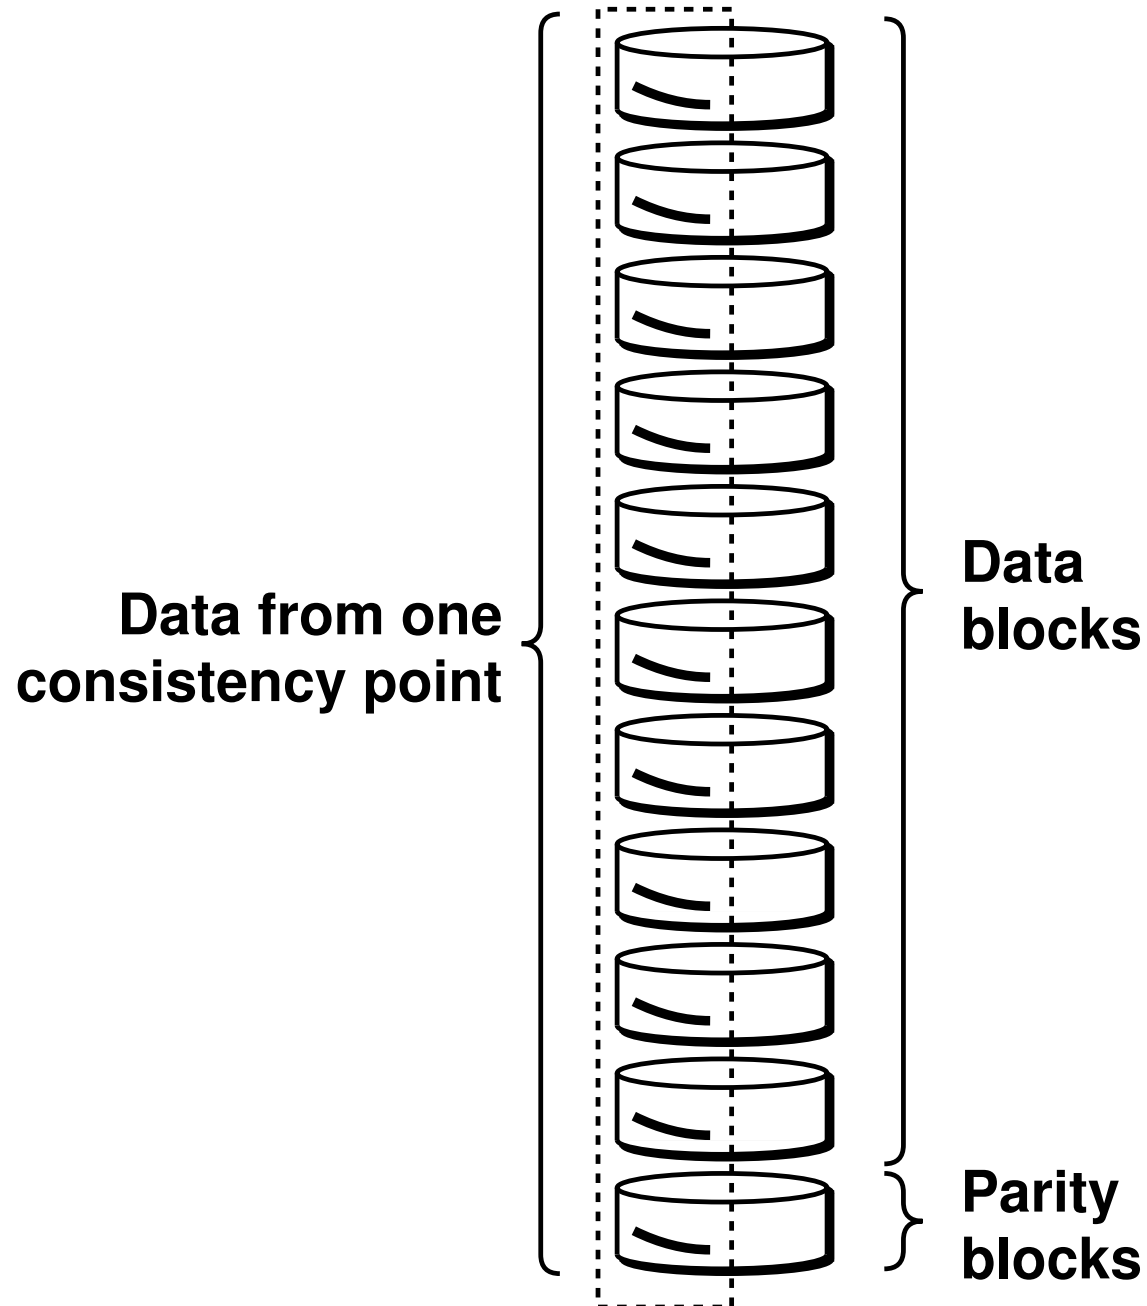 Data from one
consistency point
Data
blocks
Parity
blocks